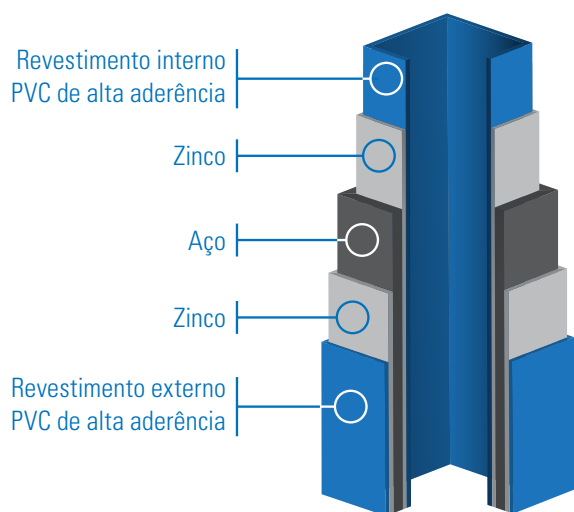 Revestimento interno
PVC de alta aderência
Zinco
Aço
Zinco
Revestimento externo
PVC de alta aderência